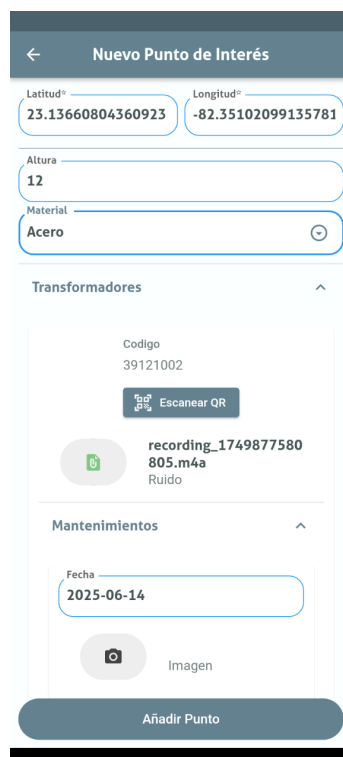 Nuevo Punto de Interés
Latitud*
Longitud*
23.13660804360923
-82.35102099135781
Altura
12
Material
Acero
Transformadores
Codigo
39121002
Escanear QR
recording_1749877580
805.m4a
Ruido
Mantenimientos
Fecha
2025-06-14
Imagen
Añadir Punto